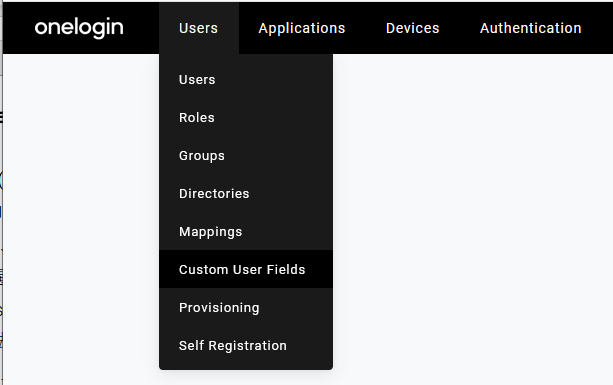 onelogin Users Applications Devices Authentication
Users
Roles
Groups
Directories
Mappings
Custom User Fields
Provisioning
Self Registration